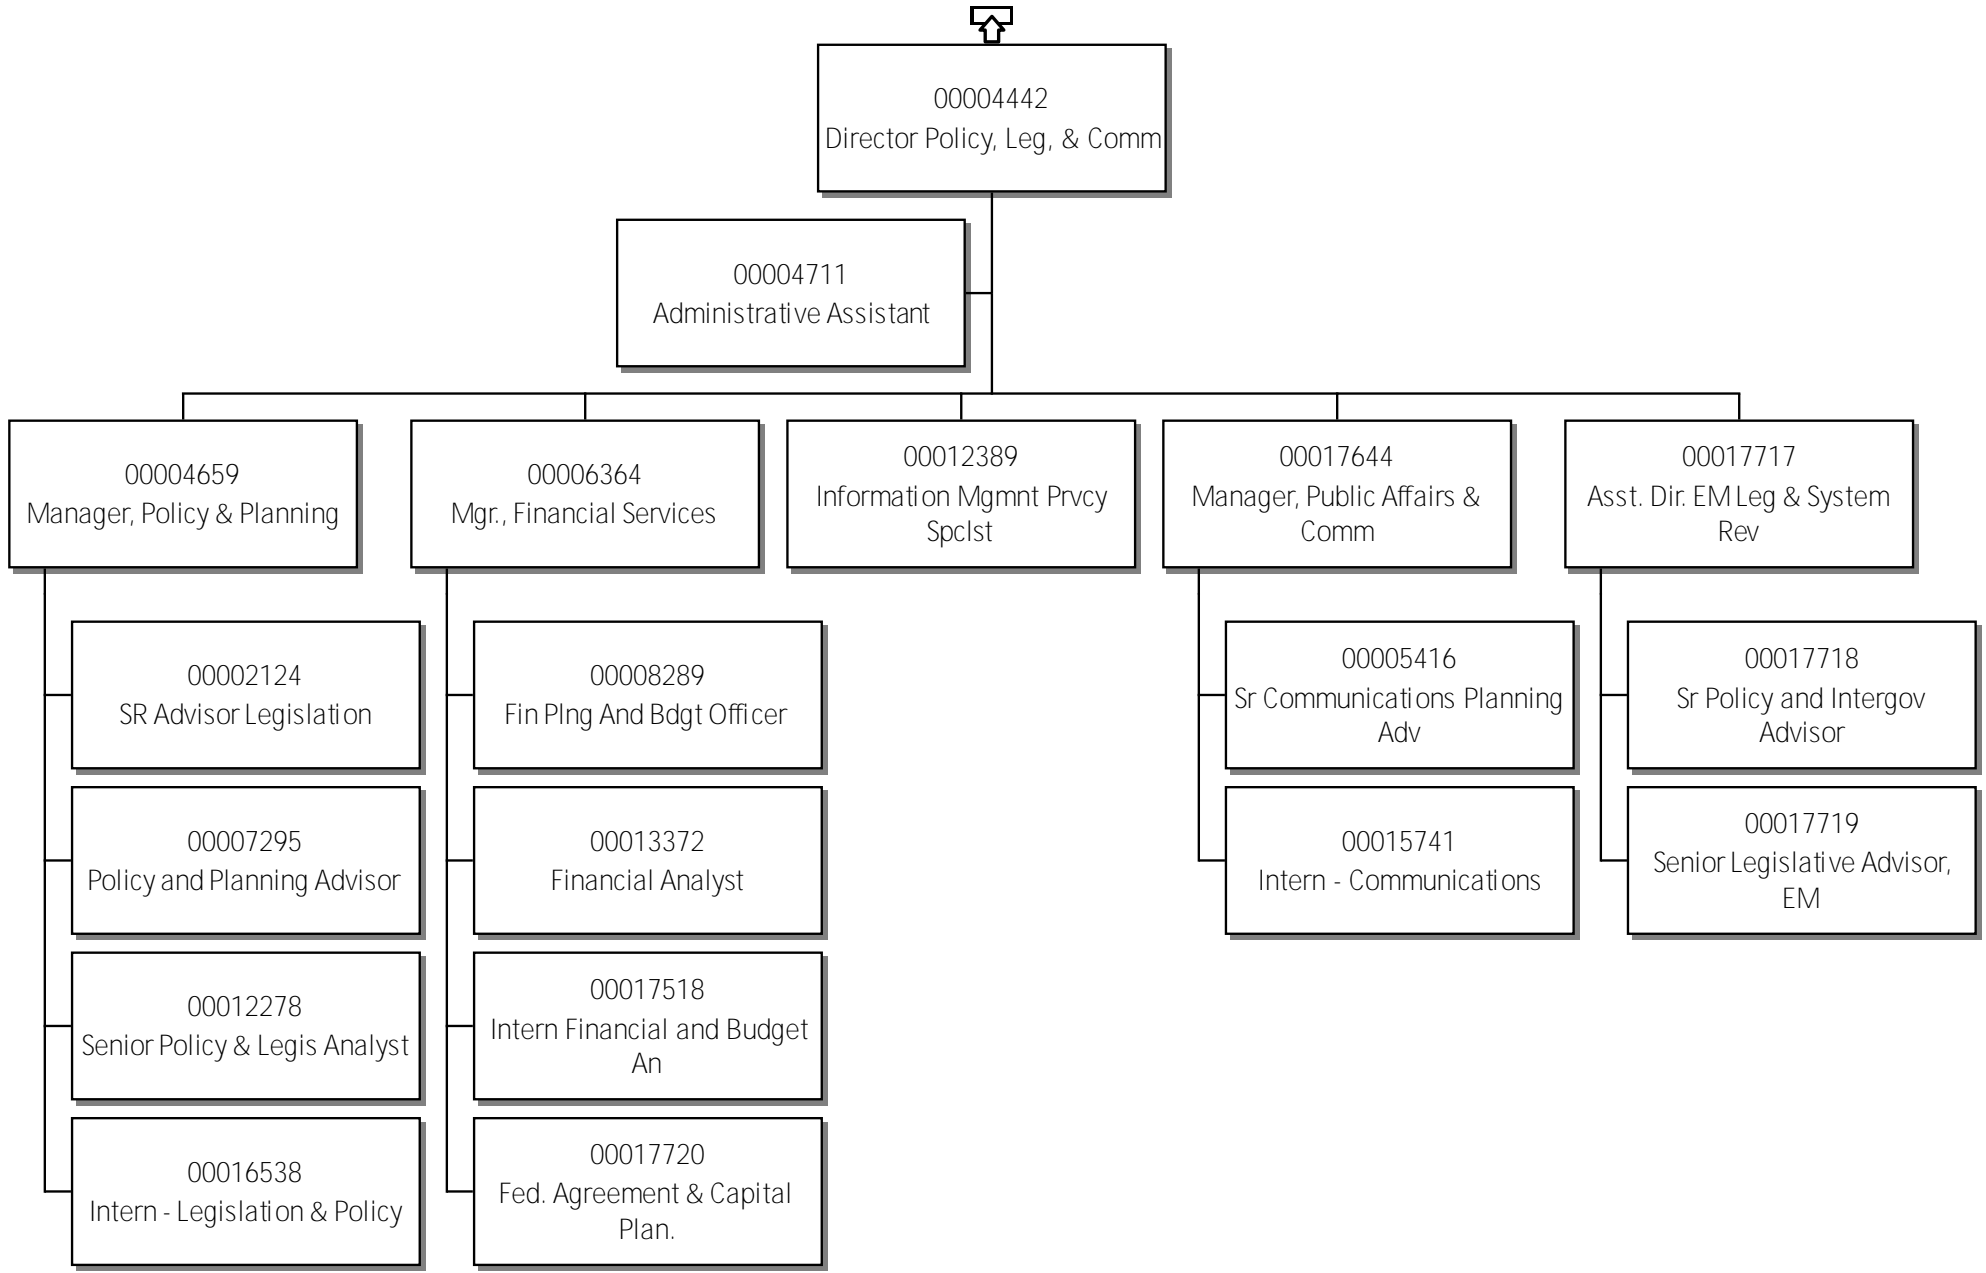 00004442
Director Policy, Leg, & Comm
00004711
Administrative Assistant
00004659
Manager, Policy & Planning
00006364
Mgr., Financial Services
00012389
Information Mgmnt Prvcy
Spclst
00017644
Manager, Public Affairs &
Comm
00017717
Asst. Dir. EM Leg & System
Rev
00002124
SR Advisor Legislation
00007295
Policy and Planning Advisor
00012278
Senior Policy & Legis Analyst
00016538
Intern - Legislation & Policy
00008289
Fin Plng And Bdgt Officer
00013372
Financial Analyst
00017518
Intern Financial and Budget
An
00017720
Fed. Agreement & Capital
Plan.
00005416
Sr Communications Planning
Adv
00015741
Intern - Communications
00017718
Sr Policy and Intergov
Advisor
00017719
Senior Legislative Advisor,
EM